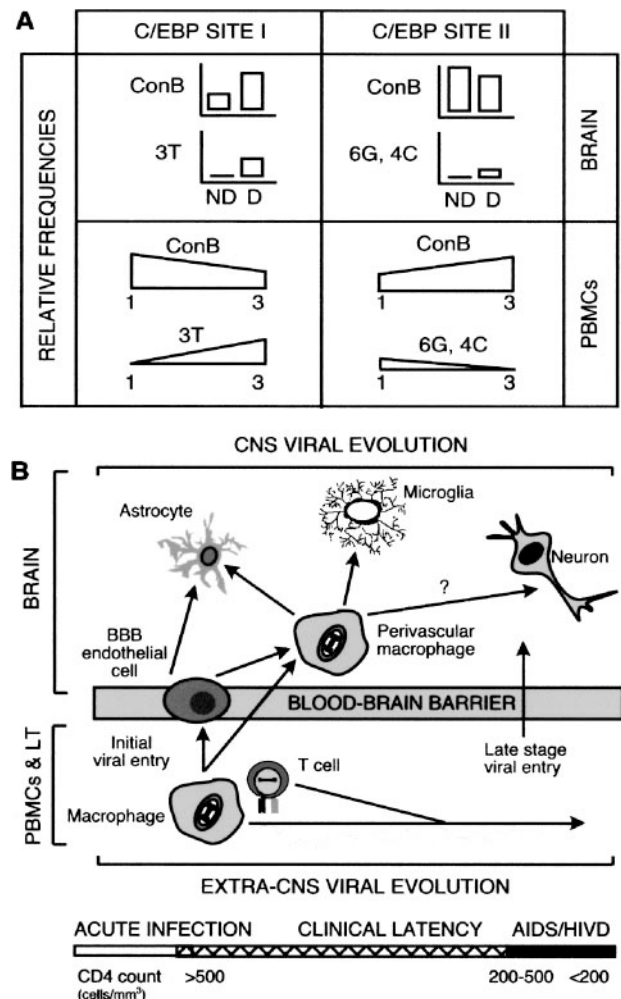 A
C/EBP SITE I
C/EBP SITE II
RELATIVE FREQUENCIES
ConB
3T
ND D
ConB
6G, 4C
ND D
BRAIN
ConB
1 3
3T
1 3
ConB
1 3
6G, 4C
1 3
PBMCs
B
CNS VIRAL EVOLUTION
BRAIN
Astrocyte
Microglia
Neuron
?
BBB
endothelial
cell
Perivascular
macrophage
BLOOD-BRAIN BARRIER
PBMCs & LT
Initial
viral entry
T cell
Late stage
viral entry
Macrophage
EXTRA-CNS VIRAL EVOLUTION
ACUTE INFECTION CLINICAL LATENCY AIDS/HIVD
CD4 count >500 200-500 <200
(cells/mm³)